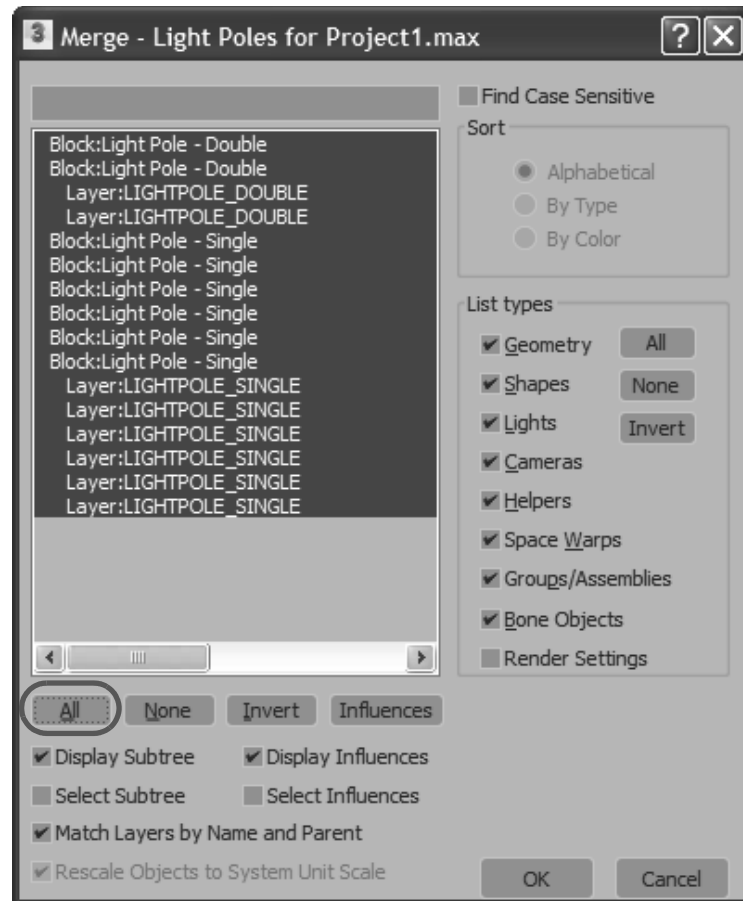 3 Merge - Light Poles for Project1.max ? X
Find Case Sensitive
Block:Light Pole - Double
Block:Light Pole - Double
Layer:LIGHTPOLE_DOUBLE
Layer:LIGHTPOLE_DOUBLE
Block:Light Pole - Single
Block:Light Pole - Single
Block:Light Pole - Single
Block:Light Pole - Single
Block:Light Pole - Single
Block:Light Pole - Single
Layer:LIGHTPOLE_SINGLE
Layer:LIGHTPOLE_SINGLE
Layer:LIGHTPOLE_SINGLE
Layer:LIGHTPOLE_SINGLE
Layer:LIGHTPOLE_SINGLE
Layer:LIGHTPOLE_SINGLE
Sort
Alphabetical
By Type
By Color
List types
Geometry All
Shapes None
Lights Invert
Cameras
Helpers
Space Warps
Groups/Assemblies
Bone Objects
Render Settings
All None Invert Influences
Display Subtree Display Influences
Select Subtree Select Influences
Match Layers by Name and Parent
Rescale Objects to System Unit Scale
OK Cancel